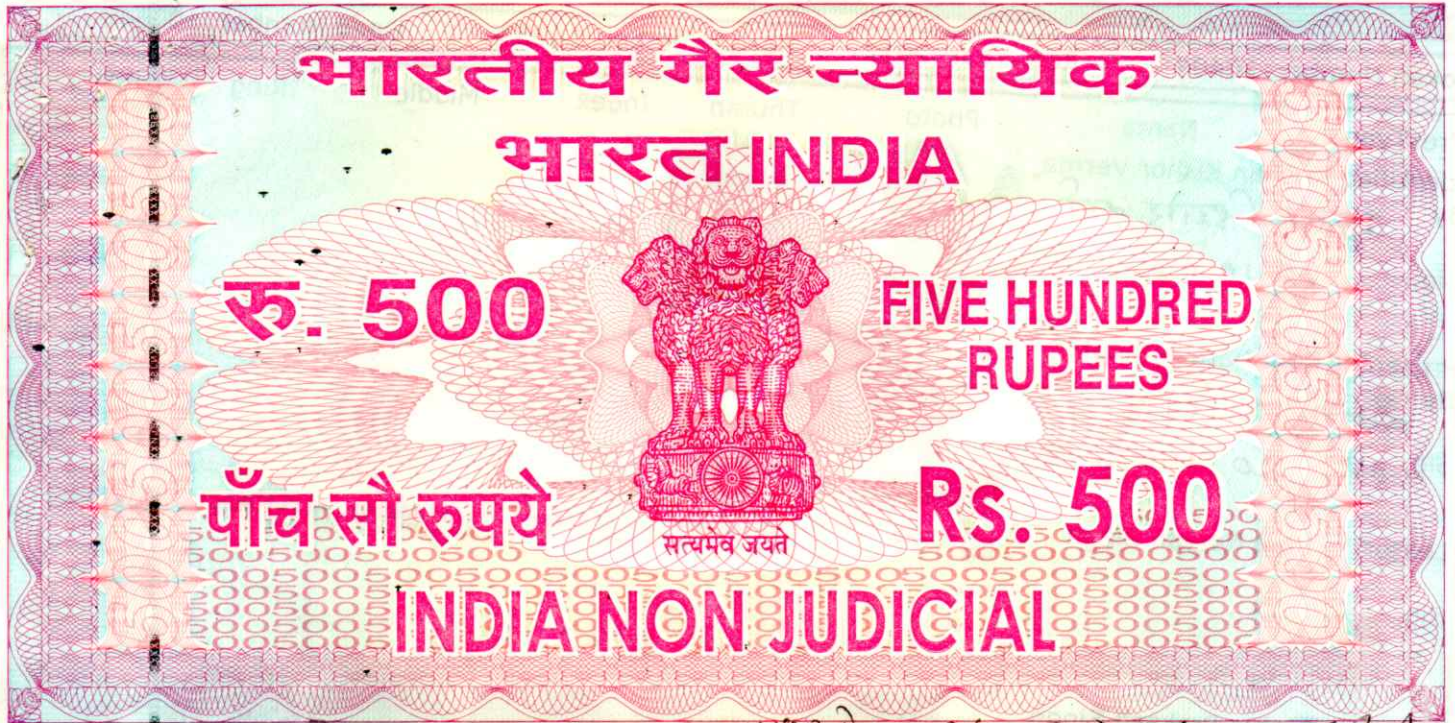 भारतीय गैर न्यायिक
भारत INDIA
रु. 500
FIVE HUNDRED
RUPEES
पाँच सौ रुपये
Rs. 500
सत्यमेव जयते
INDIA NON JUDICIAL